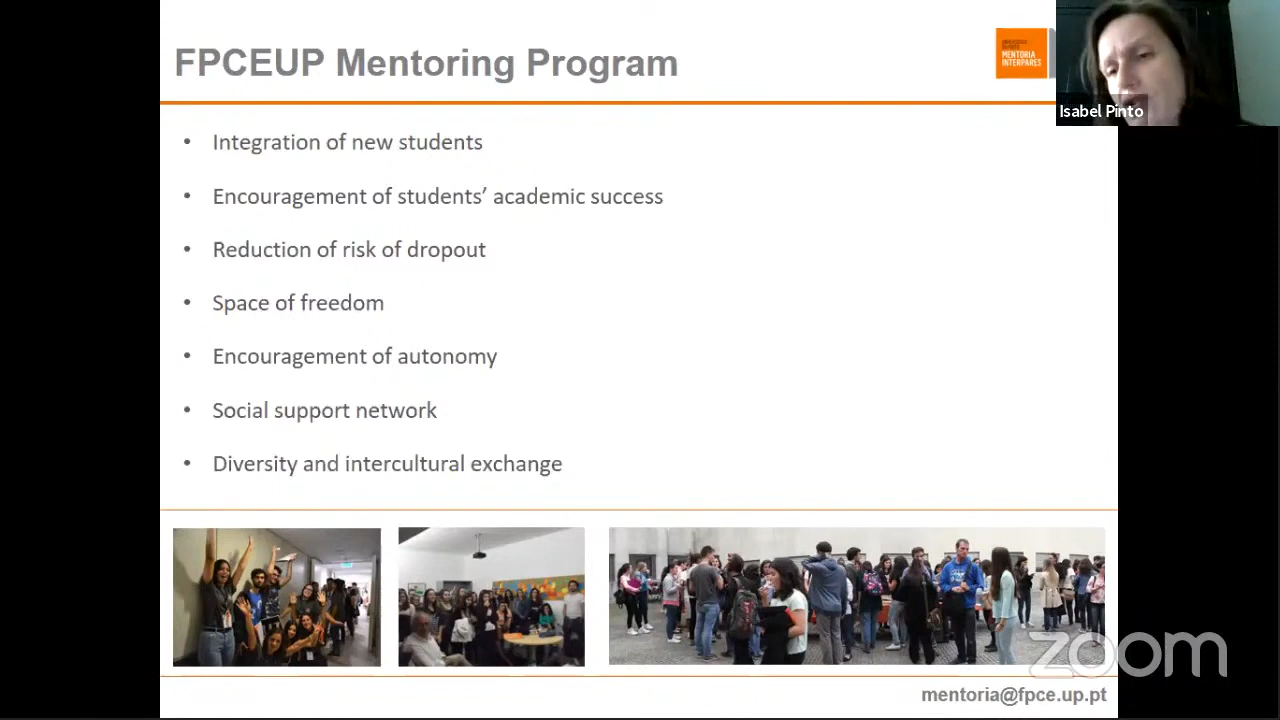 FPCEUP Mentoring Program
MENTORIA
INTERPARES
Isabel Pinto
• Integration of new students
• Encouragement of students’ academic success
• Reduction of risk of dropout
• Space of freedom
• Encouragement of autonomy
• Social support network
• Diversity and intercultural exchange
zoom
mentoria@fpce.up.pt